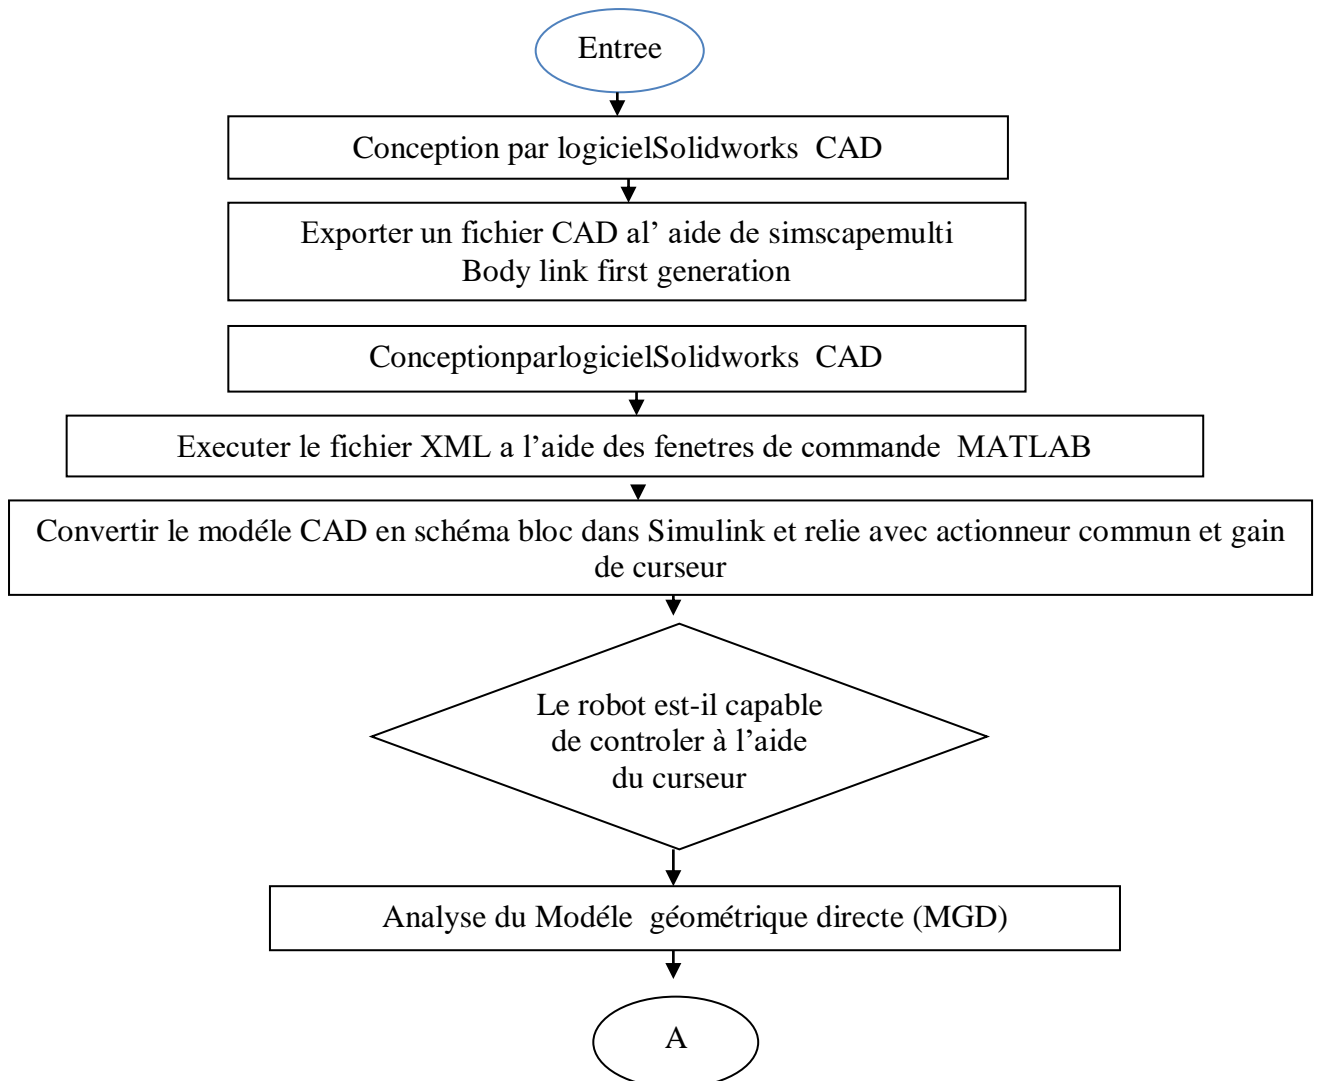 Entree
Conception par logicielSolidworks CAD
Exporter un fichier CAD al’ aide de simscapemulti
Body link first generation
ConceptionparlogicielSolidworks CAD
Executer le fichier XML a l’aide des fenetres de commande MATLAB
Convertir le modéle CAD en schéma bloc dans Simulink et relie avec actionneur commun et gain
de curseur
Le robot est-il capable
de controler à l’aide
du curseur
Analyse du Modéle géométrique directe (MGD)
A